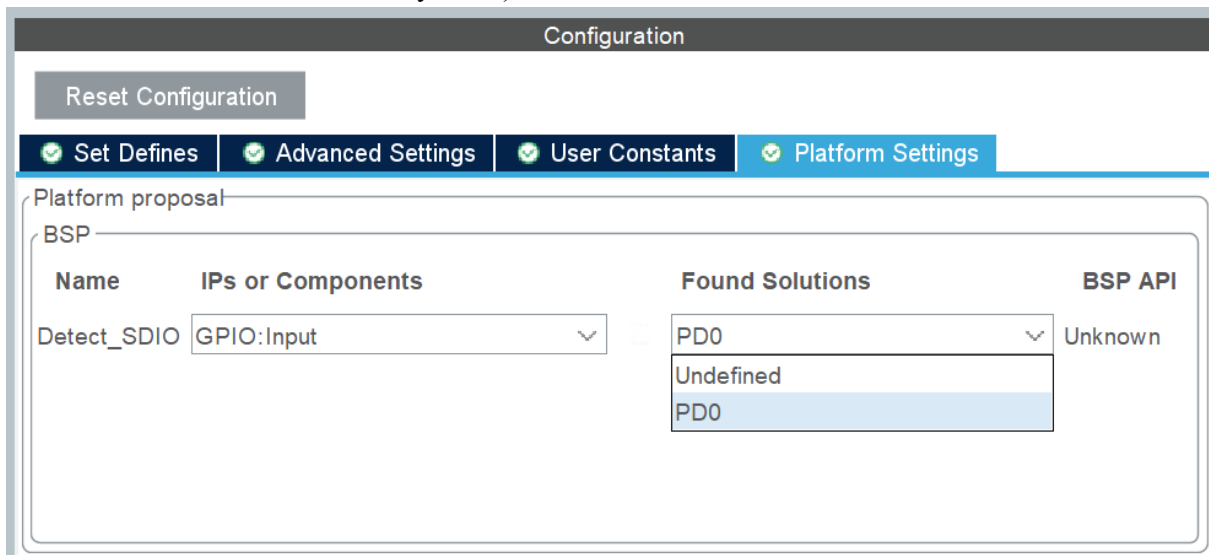 Configuration
Reset Configuration
Set Defines Advanced Settings User Constants Platform Settings
Platform proposal
BSP
Name IPs or Components Found Solutions BSP API
Detect_SDIO GPIO:Input PD0 Unknown
Undefined
PD0